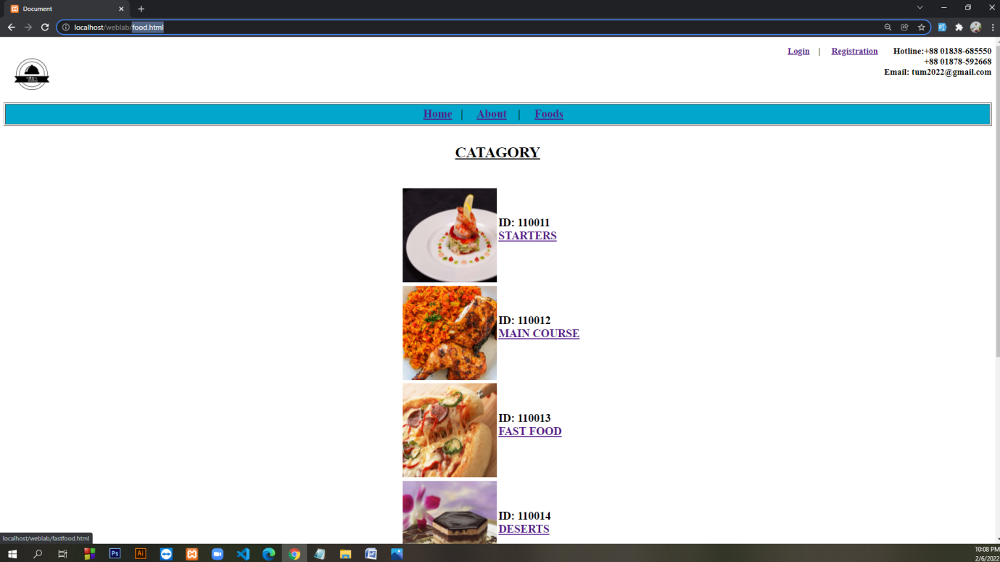 Document
localhost/weblab/food.html
Login | Registration Hotline:+88 01838-685550
+88 01878-592668
Email: tum2022@gmail.com
Home | About | Foods
CATAGORY
ID: 110011
STARTERS
ID: 110012
MAIN COURSE
ID: 110013
FAST FOOD
ID: 110014
DESERTS
localhost/weblab/fastfood.html
Ps
Ai
10:08 PM
2/6/2022